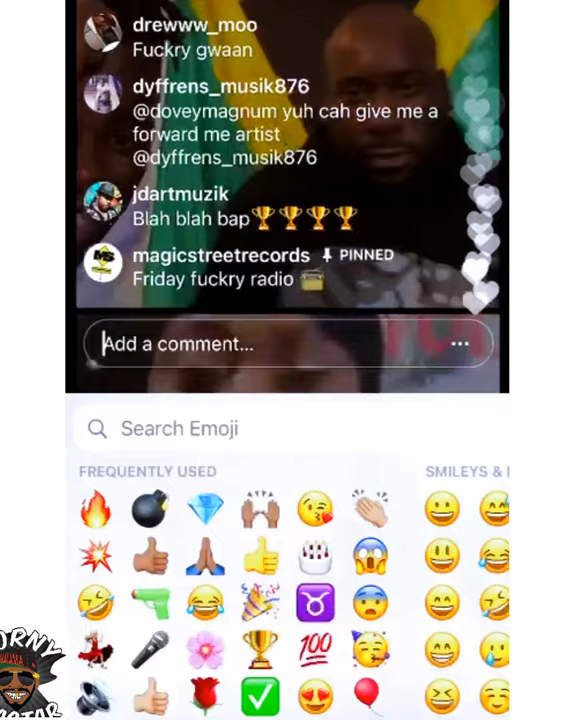 drewww_moo
Fuckry gwaan
dyffrens_musik876
@doveymagnum yuh cah give me a
forward me artist
@dyffrens_musik876
jdartmuzik
Blah blah bap🏆🏆🏆🏆
magicstreetrecords PINNED
Friday fuckry radio 📻
Add a comment...
Search Emoji
FREQUENTLY USED
SMILEYS &
100